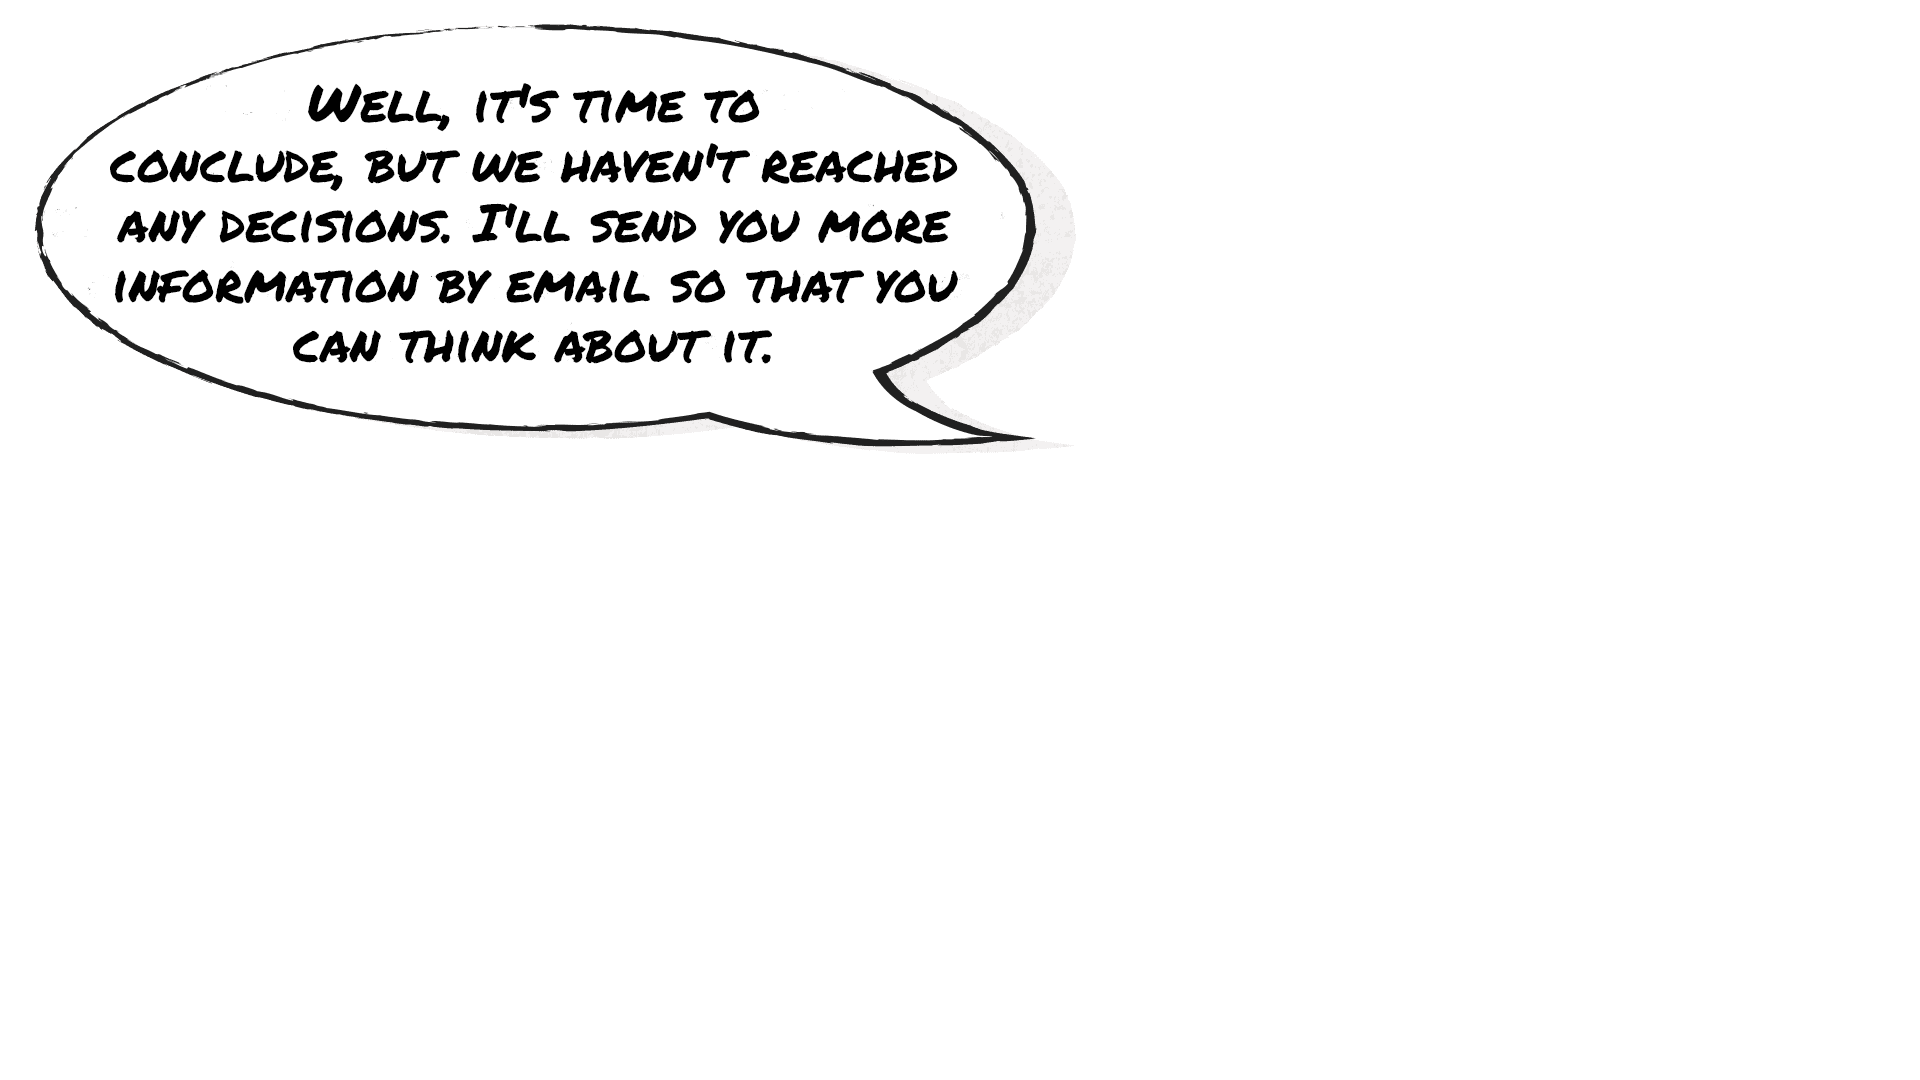 Well, it's time to
conclude, but we haven't reached
any decisions. I'll send you more
information by email so that you
can think about it.